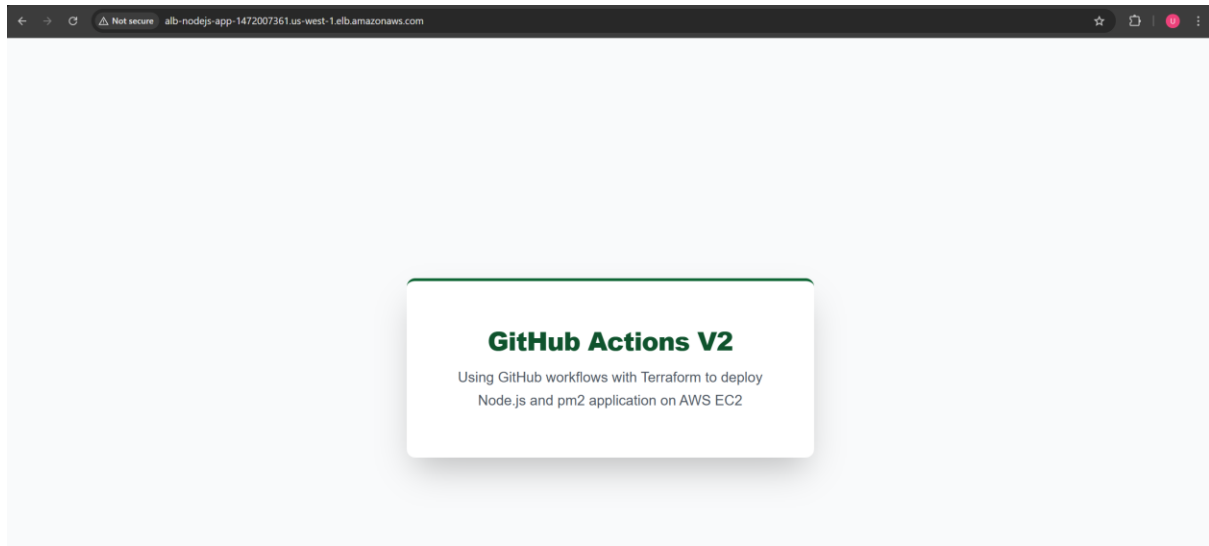 Not secure alb-nodejs-app-1472007361.us-west-1.elb.amazonaws.com
U
GitHub Actions V2
Using GitHub workflows with Terraform to deploy
Node.js and pm2 application on AWS EC2